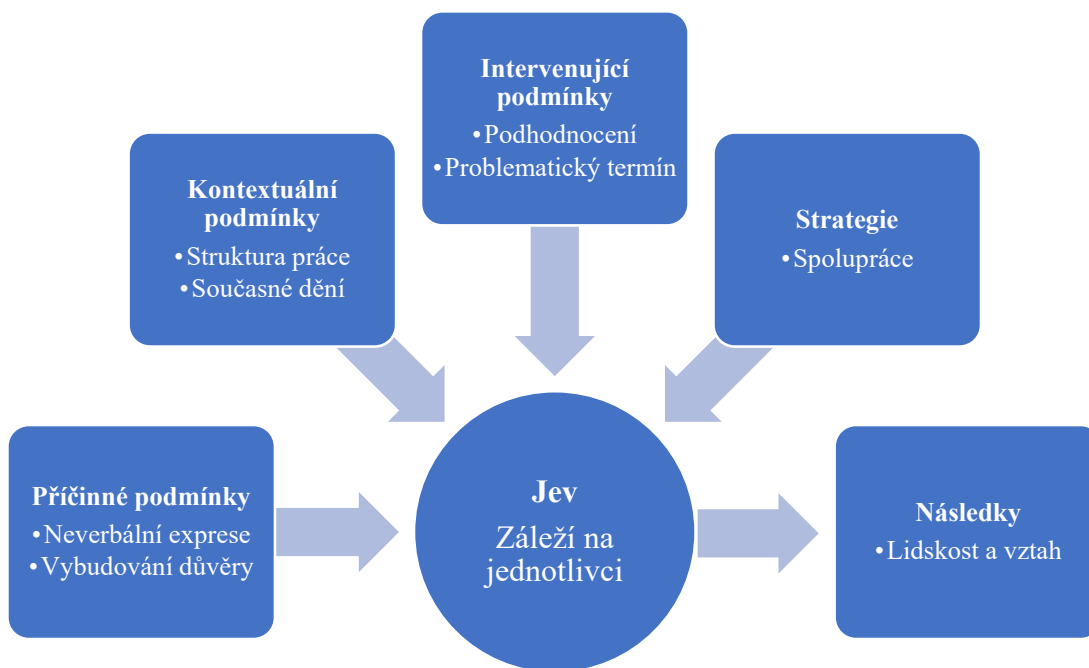 Intervenující
podmínky
•Podhodnocení
•Problematický termín
Kontextuální
podmínky
•Struktura práce
•Současné dění
Strategie
•Spolupráce
Příčinné podmínky
•Neverbální exprese
•Vybudování důvěry
Jev
Záleží na
jednotlivci
Následky
•Lidskost a vztah